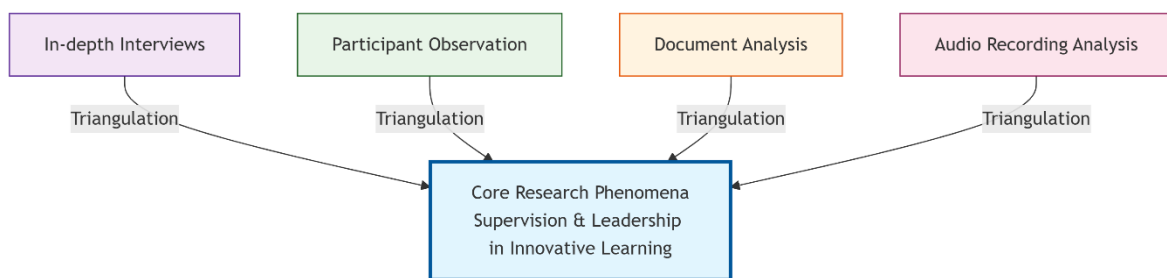 In-depth Interviews
Participant Observation
Document Analysis
Audio Recording Analysis
Triangulation
Triangulation
Triangulation
Triangulation
Core Research Phenomena
Supervision & Leadership
in Innovative Learning